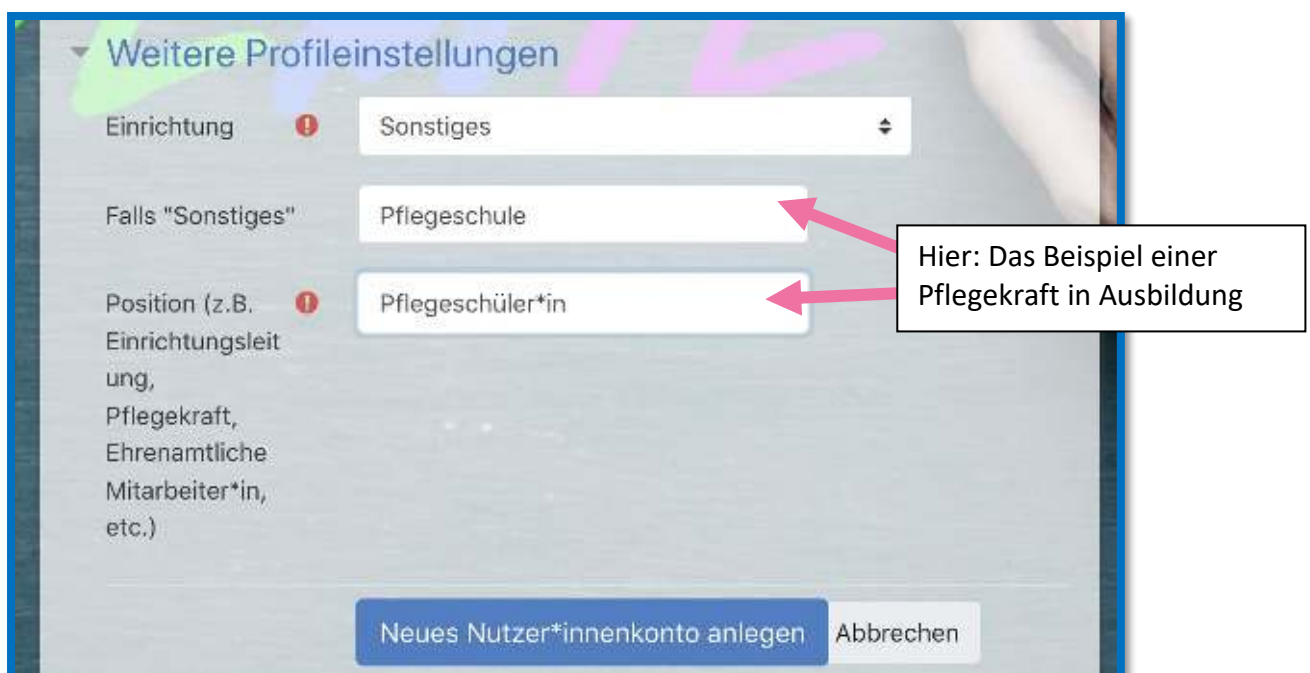 Weitere Profileinstellungen
Einrichtung
Sonstiges
Falls "Sonstiges"
Pflegeschule
Hier: Das Beispiel einer
Pflegekraft in Ausbildung
Position (z.B.
Einrichtungsleit
ung,
Pflegekraft,
Ehrenamtliche
Mitarbeiter*in,
etc.)
Pflegeschüler*in
Neues Nutzer*innenkonto anlegen
Abbrechen